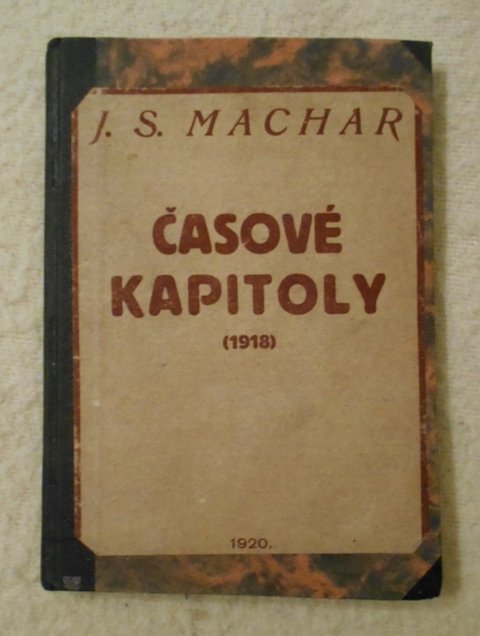 J. S. MACHAR
ČASOVÉ
KAPITOLY
(1918)
1920.